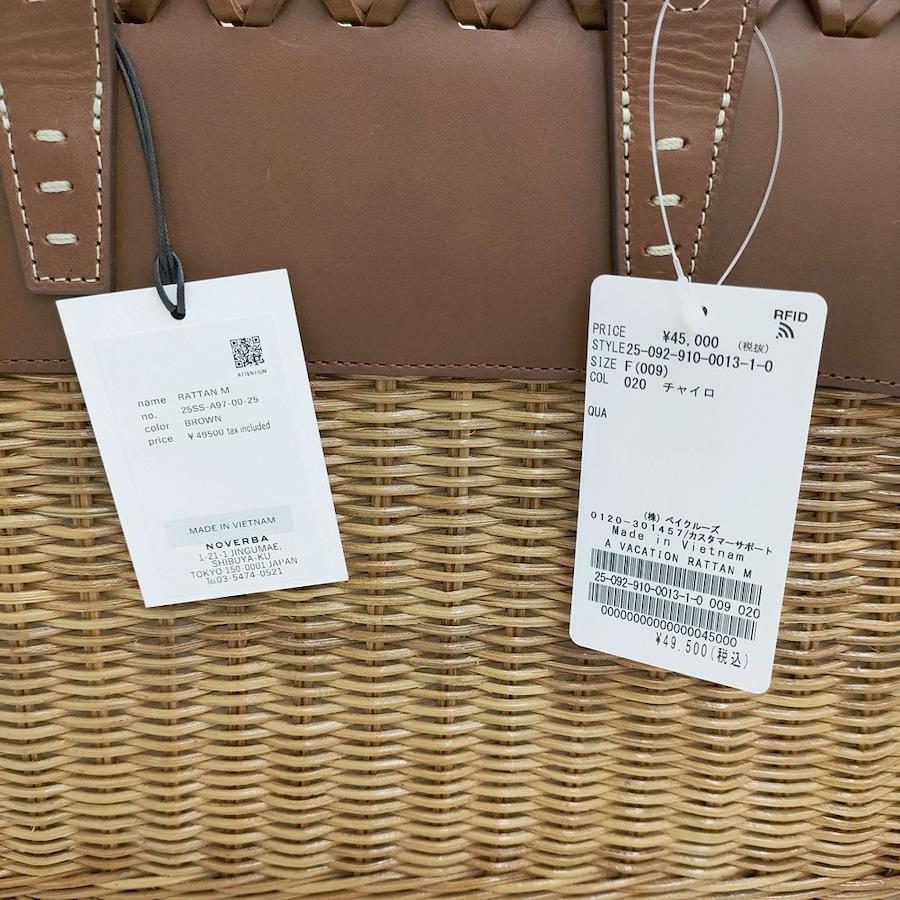 ATTENTION
name RATTAN M
no. 25SS-A97-00-25
color BROWN
price ¥49500 tax included
MADE IN VIETNAM
NOVERBA
1-21-1 JINGUMAE,
SHIBUYA-KU
TOKYO 150-0001 JAPAN
TEL03-5474-0521
RFID
PRICE ¥45,000 (税抜)
STYLE25-092-910-0013-1-0
SIZE F(009)
COL 020 チャイロ
QUA
(株)ベイクルーズ
0120-301457/カスタマーサポート
Made in Vietnam
A VACATION RATTAN M
25-092-910-0013-1-0 009 020
0000000000000045000
¥49,500(税込)